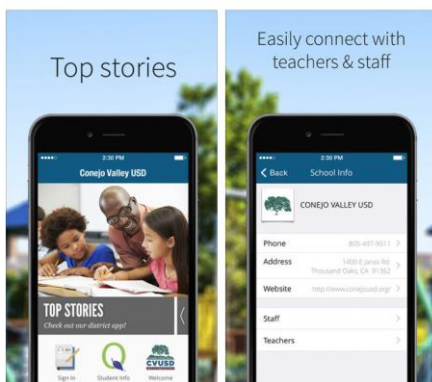 Top stories
2:30 PM
Conejo Valley USD
TOP STORIES
Check out our district app!
CVUSD
Sign In
Student Info
Welcome
Easily connect with
teachers & staff
2:30 PM
Back
School Info
CONEJO VALLEY USD
Phone
805-497-9511
Address
1400 E Janss Rd
Thousand Oaks, CA 91362
Website
http://www.conejousd.org/
Staff
Teachers